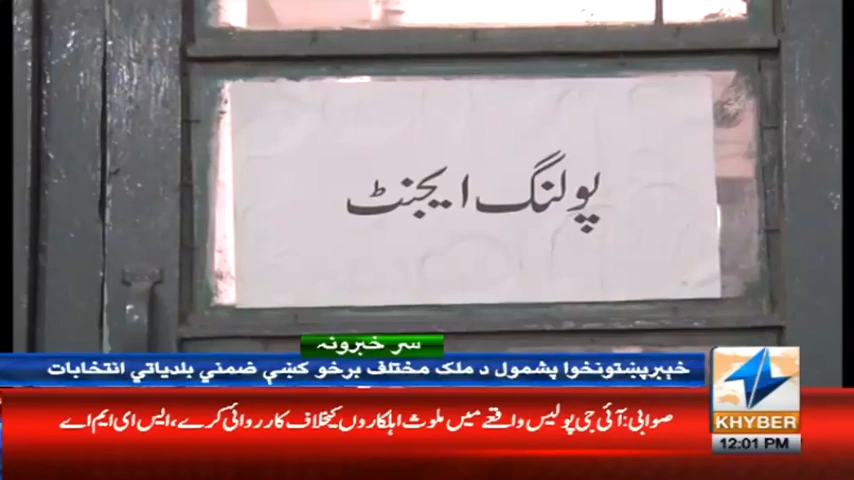 پولنگ ایجنٹ
سر خبرونه
خیبرپښتونخوا پشمول د ملک مختلف برخو کښې ضمني بلدیاتي انتخابات
صوابی: آئی جی پولیس واقعے میں ملوث اہلکاروں کیخلاف کارروائی کرے، ایس ای ایم اے
KHYBER
12:01 PM